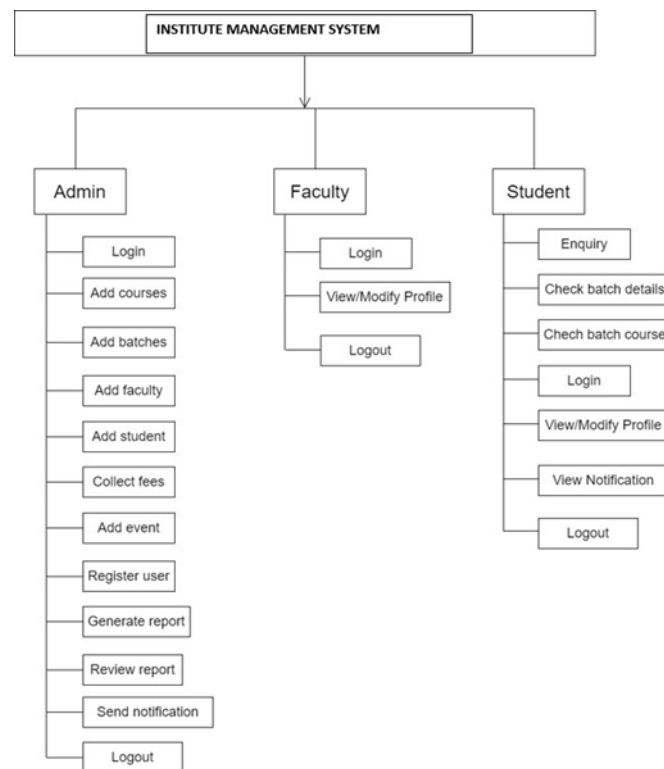 INSTITUTE MANAGEMENT SYSTEM
Admin
Faculty
Student
Login
Add courses
Add batches
Add faculty
Add student
Collect fees
Add event
Register user
Generate report
Review report
Send notification
Logout
Login
View/Modify Profile
Logout
Enquiry
Check batch details
Chech batch course
Login
View/Modify Profile
View Notification
Logout